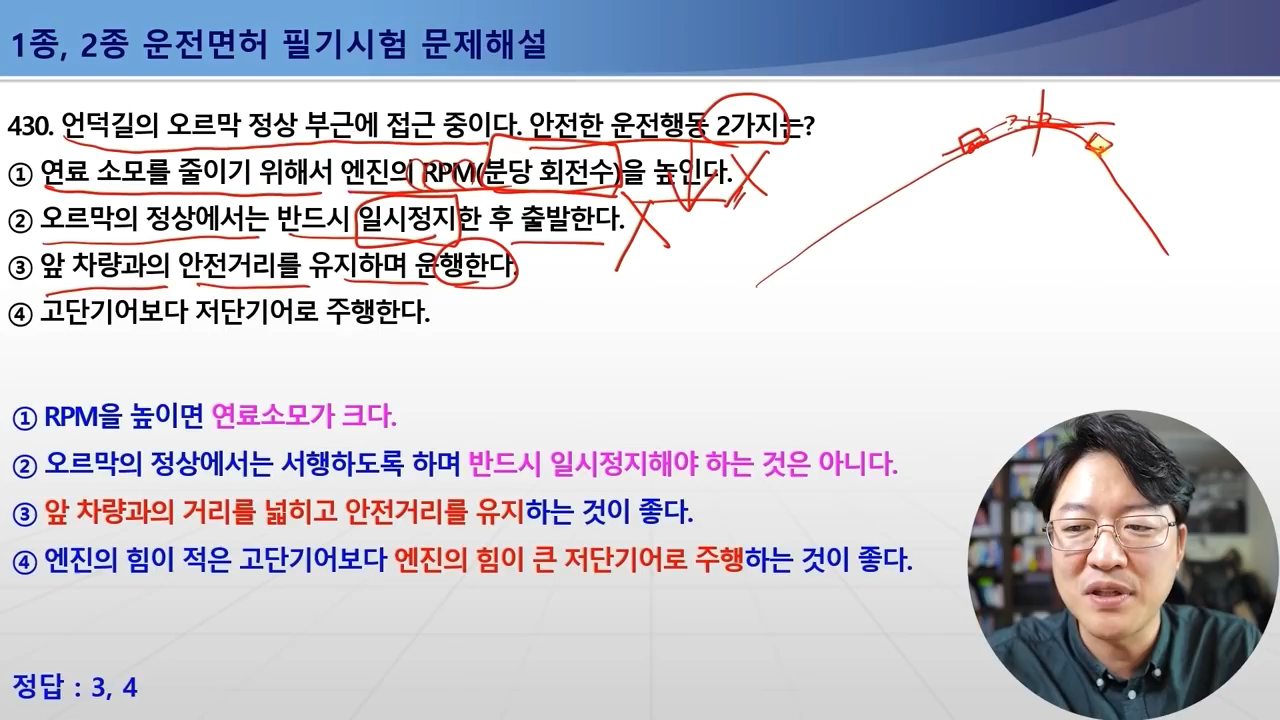 1종, 2종 운전면허 필기시험 문제해설
430. 언덕길의 오르막 정상 부근에 접근 중이다. 안전한 운전행동 2가지는?
① 연료 소모를 줄이기 위해서 엔진의 RPM(분당 회전수)을 높인다.
② 오르막의 정상에서는 반드시 일시정지한 후 출발한다.
③ 앞 차량과의 안전거리를 유지하며 운행한다.
④ 고단기어보다 저단기어로 주행한다.
① RPM을 높이면 연료소모가 크다.
② 오르막의 정상에서는 서행하도록 하며 반드시 일시정지해야 하는 것은 아니다.
③ 앞 차량과의 거리를 넓히고 안전거리를 유지하는 것이 좋다.
④ 엔진의 힘이 적은 고단기어보다 엔진의 힘이 큰 저단기어로 주행하는 것이 좋다.
정답 : 3, 4